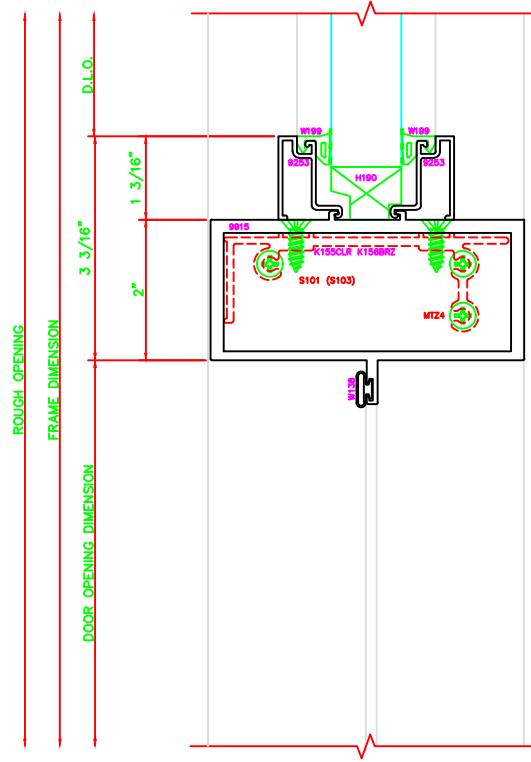 D.L.O.
W199
W199
9253
9253
H190
1 3/16"
3 3/16"
9915
K155CLR K156BRZ
2"
S101 (S103)
MTZ4
ROUGH OPENING
FRAME DIMENSION
W138
DOOR OPENING DIMENSION